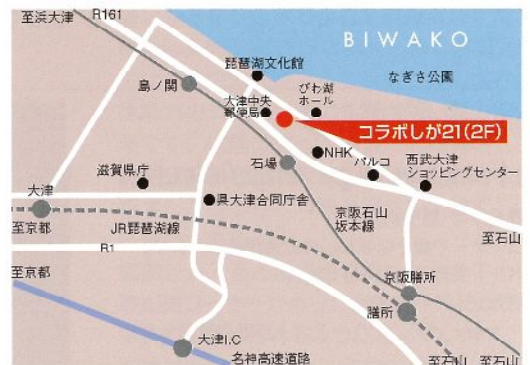 至浜大津
R161
BIWAKO
琵琶湖文化館
なぎさ公園
島ノ関
びわ湖
ホール
大津中央
郵便局
コラボしが21(2F)
NHK
パルコ
西武大津
ショッピングセンター
石場
滋賀県庁
大津
県大津合同庁舎
京阪石山
坂本線
至京都
JR琵琶湖線
至石山
R1
至京都
京阪膳所
膳所
大津I.C
名神高速道路
至石山
至石山